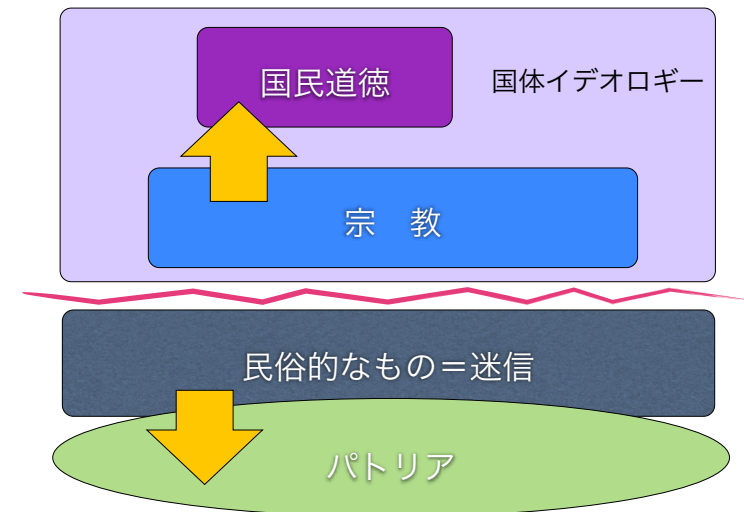 国民道徳
国体イデオロギー
宗　教
民俗的なもの＝迷信
パトリア